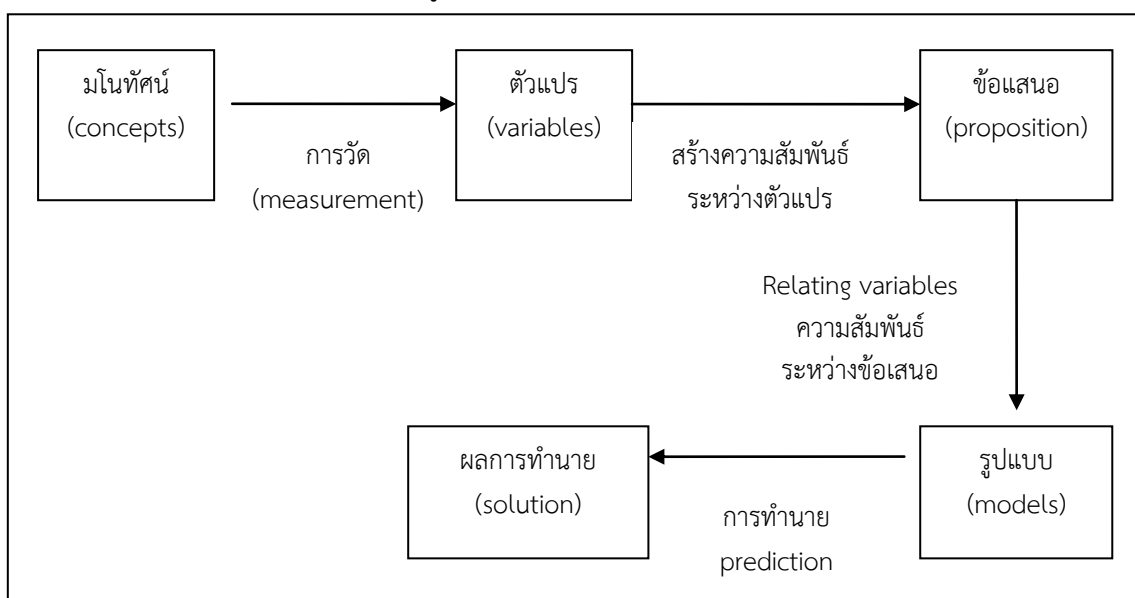 มโนทัศน์
(concepts)
การวัด
(measurement)
ตัวแปร
(variables)
สร้างความสัมพันธ์
ระหว่างตัวแปร
ข้อแสนอ
(proposition)
Relating variables
ความสัมพันธ์
ระหว่างข้อเสนอ
รูปแบบ
(models)
การทำนาย
prediction
ผลการทำนาย
(solution)